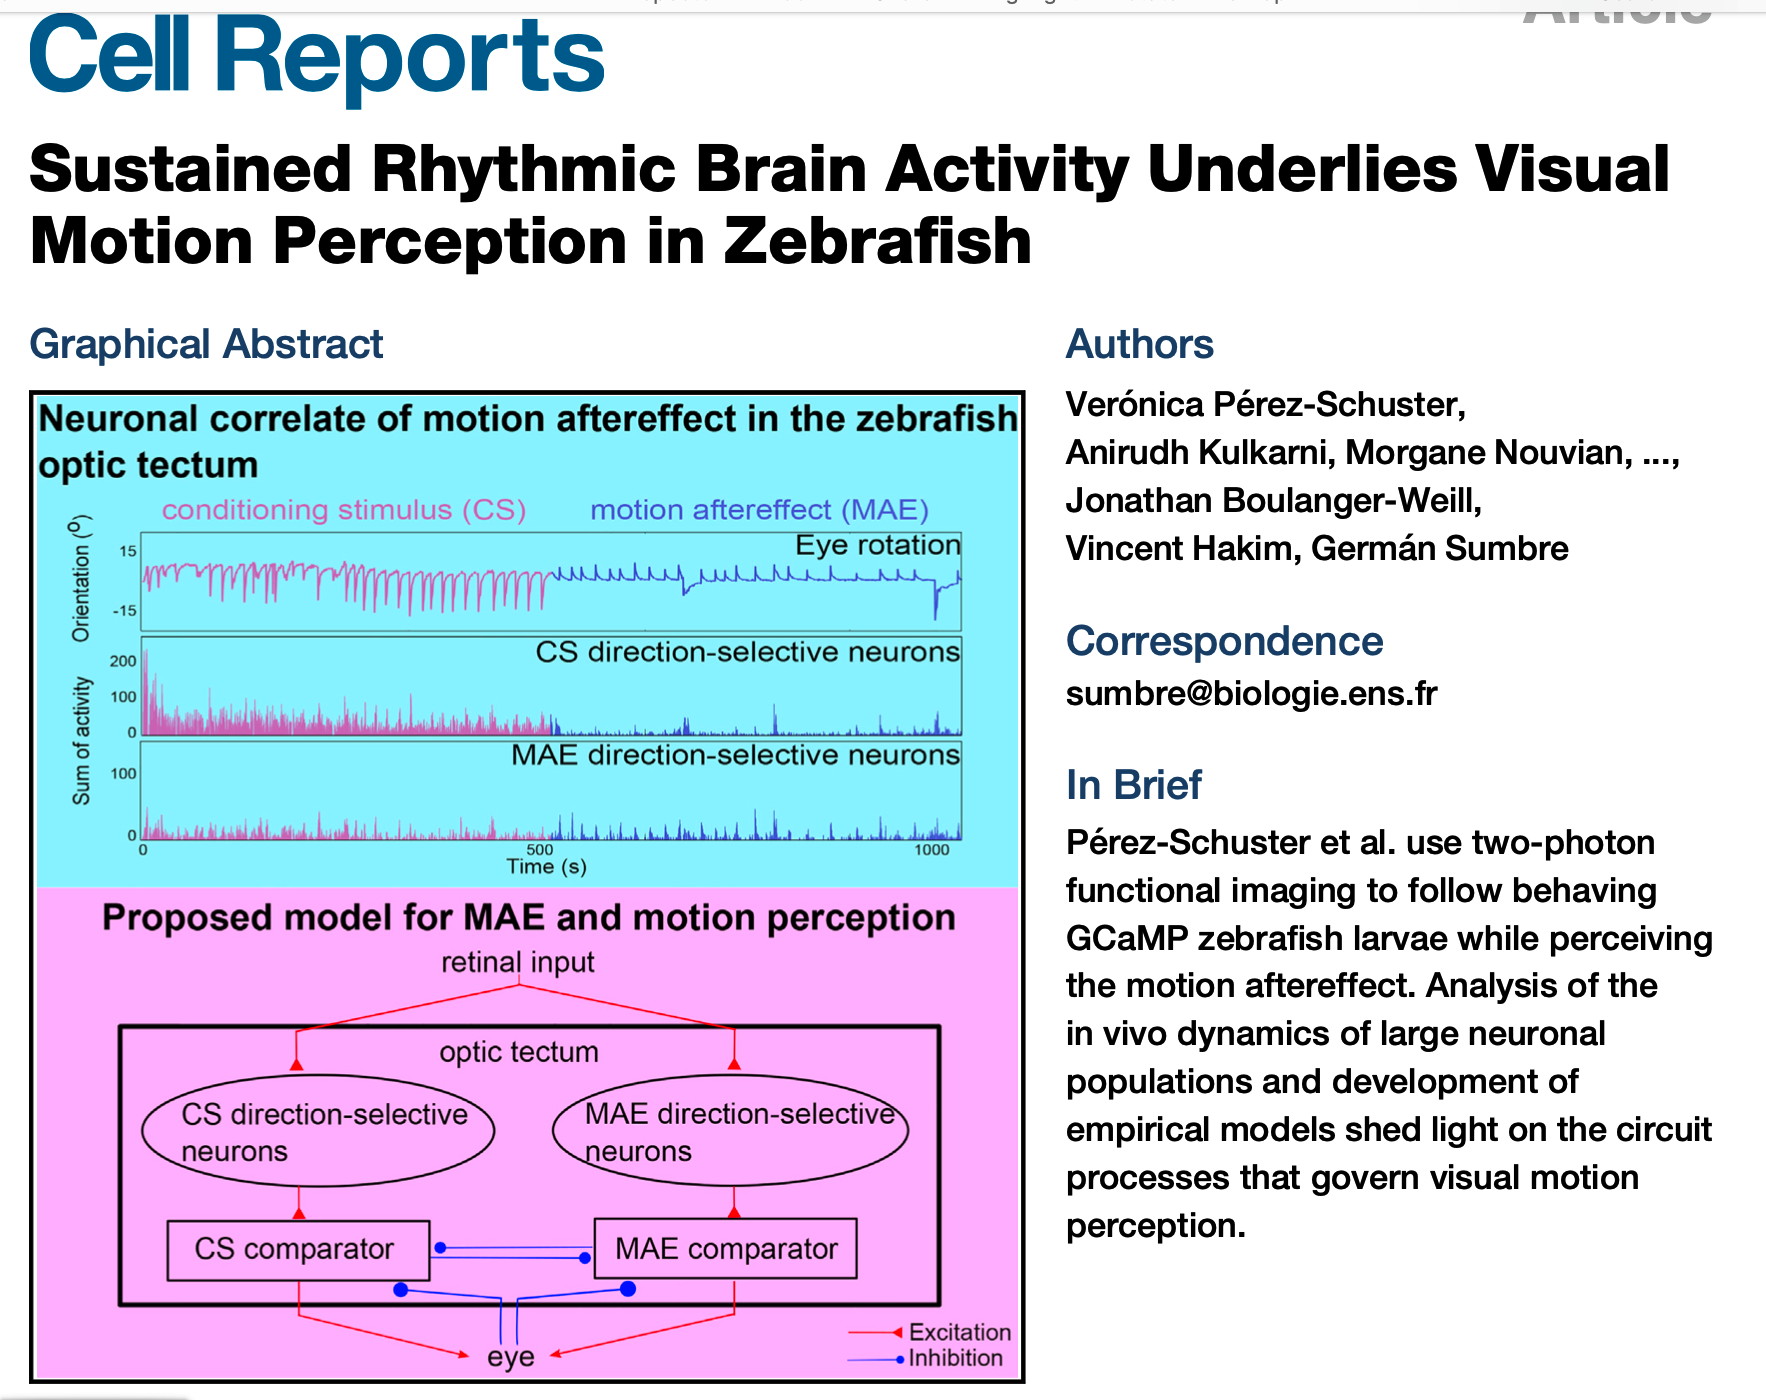 Article
Cell Reports
Sustained Rhythmic Brain Activity Underlies Visual
Motion Perception in Zebrafish
Graphical Abstract
Neuronal correlate of motion aftereffect in the zebrafish
optic tectum
conditioning stimulus (CS)
motion aftereffect (MAE)
Orientation (º)
15
-15
Eye rotation
Sum of activity
200
100
0
CS direction-selective neurons
100
0
MAE direction-selective neurons
0
500
1000
Time (s)
Proposed model for MAE and motion perception
retinal input
optic tectum
CS direction-selective
neurons
MAE direction-selective
neurons
CS comparator
MAE comparator
eye
Excitation
Inhibition
Authors
Verónica Pérez-Schuster,
Anirudh Kulkarni, Morgane Nouvian, ...,
Jonathan Boulanger-Weill,
Vincent Hakim, Germán Sumbre
Correspondence
sumbre@biologie.ens.fr
In Brief
Pérez-Schuster et al. use two-photon
functional imaging to follow behaving
GCaMP zebrafish larvae while perceiving
the motion aftereffect. Analysis of the
in vivo dynamics of large neuronal
populations and development of
empirical models shed light on the circuit
processes that govern visual motion
perception.